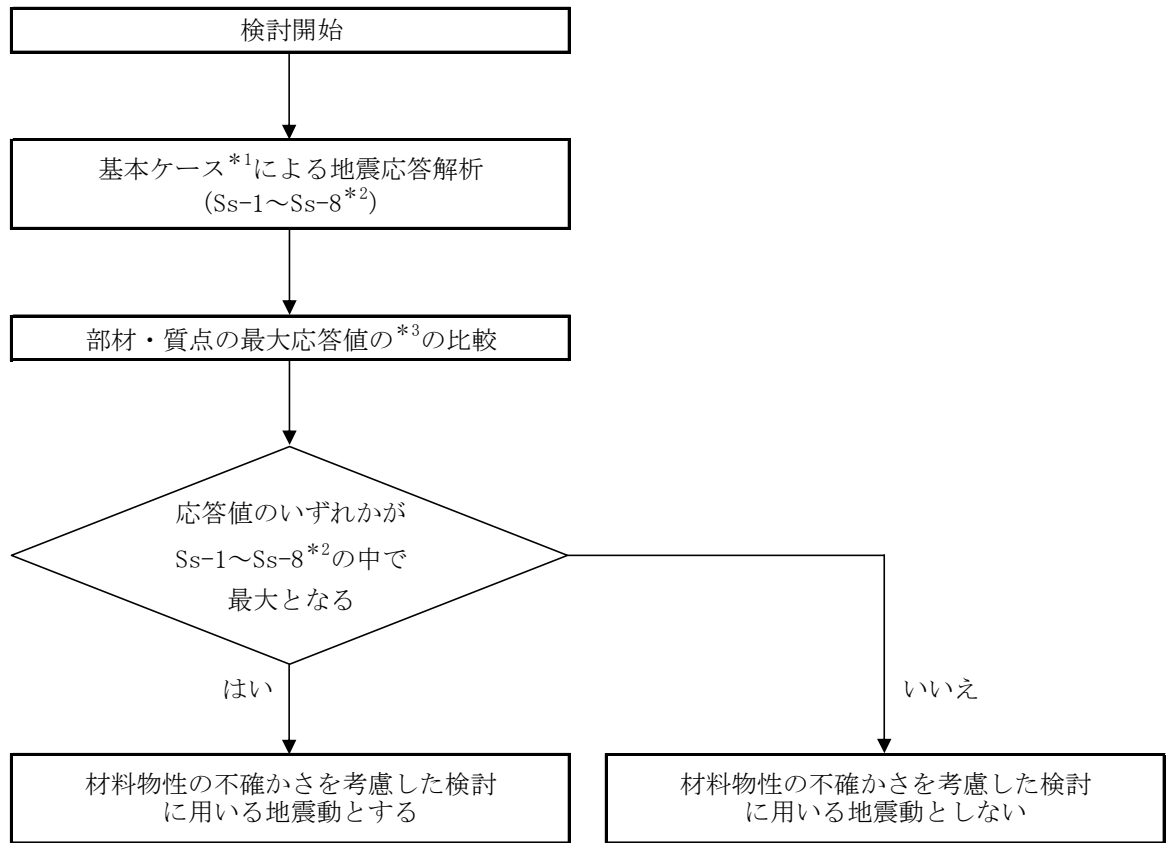 検討開始
基本ケース*1による地震応答解析
(Ss-1～Ss-8*2)
部材・質点の最大応答値の*3の比較
応答値のいずれかが
Ss-1～Ss-8*2の中で
最大となる
はい
いいえ
材料物性の不確かさを考慮した検討
に用いる地震動とする
材料物性の不確かさを考慮した検討
に用いる地震動としない